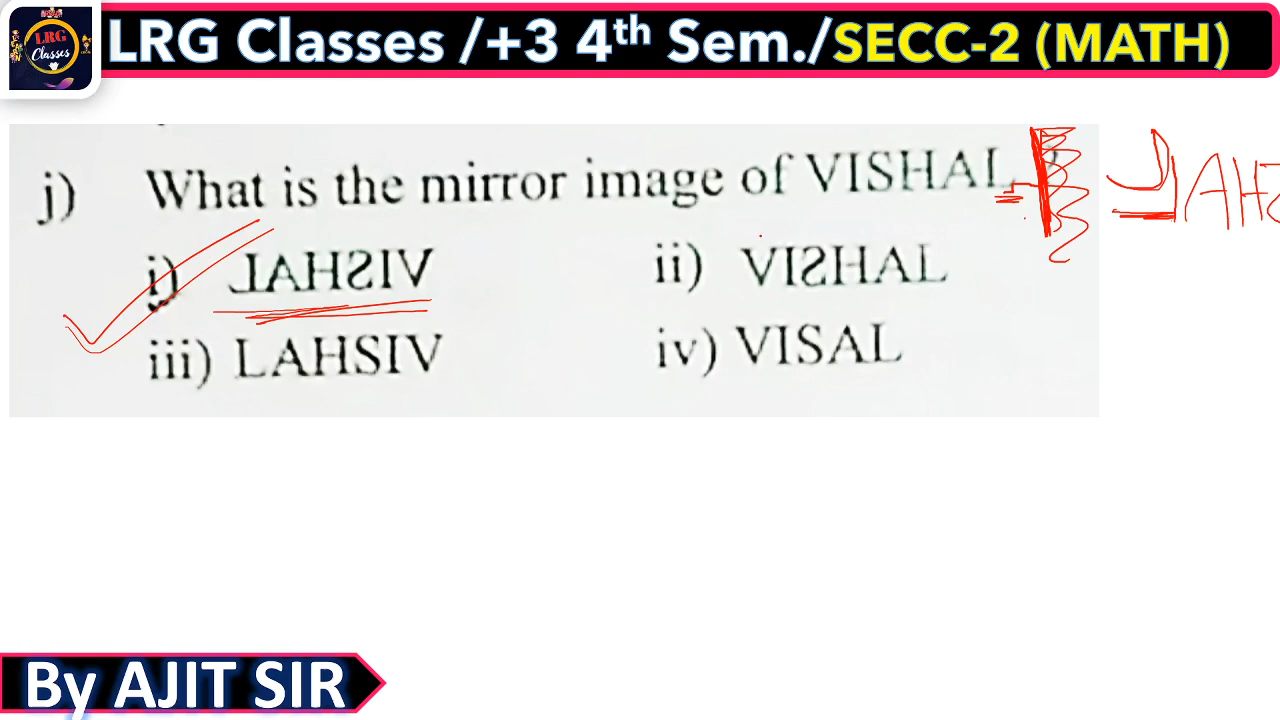 LRG Classes /+3 4th Sem./SECC-2 (MATH)
LRG
Classes
j) What is the mirror image of VISHAL ?
i) ⅃AHƧIV ii) VIƧHAL
iii) LAHSIV iv) VISAL
⅃AHƧ
By AJIT SIR